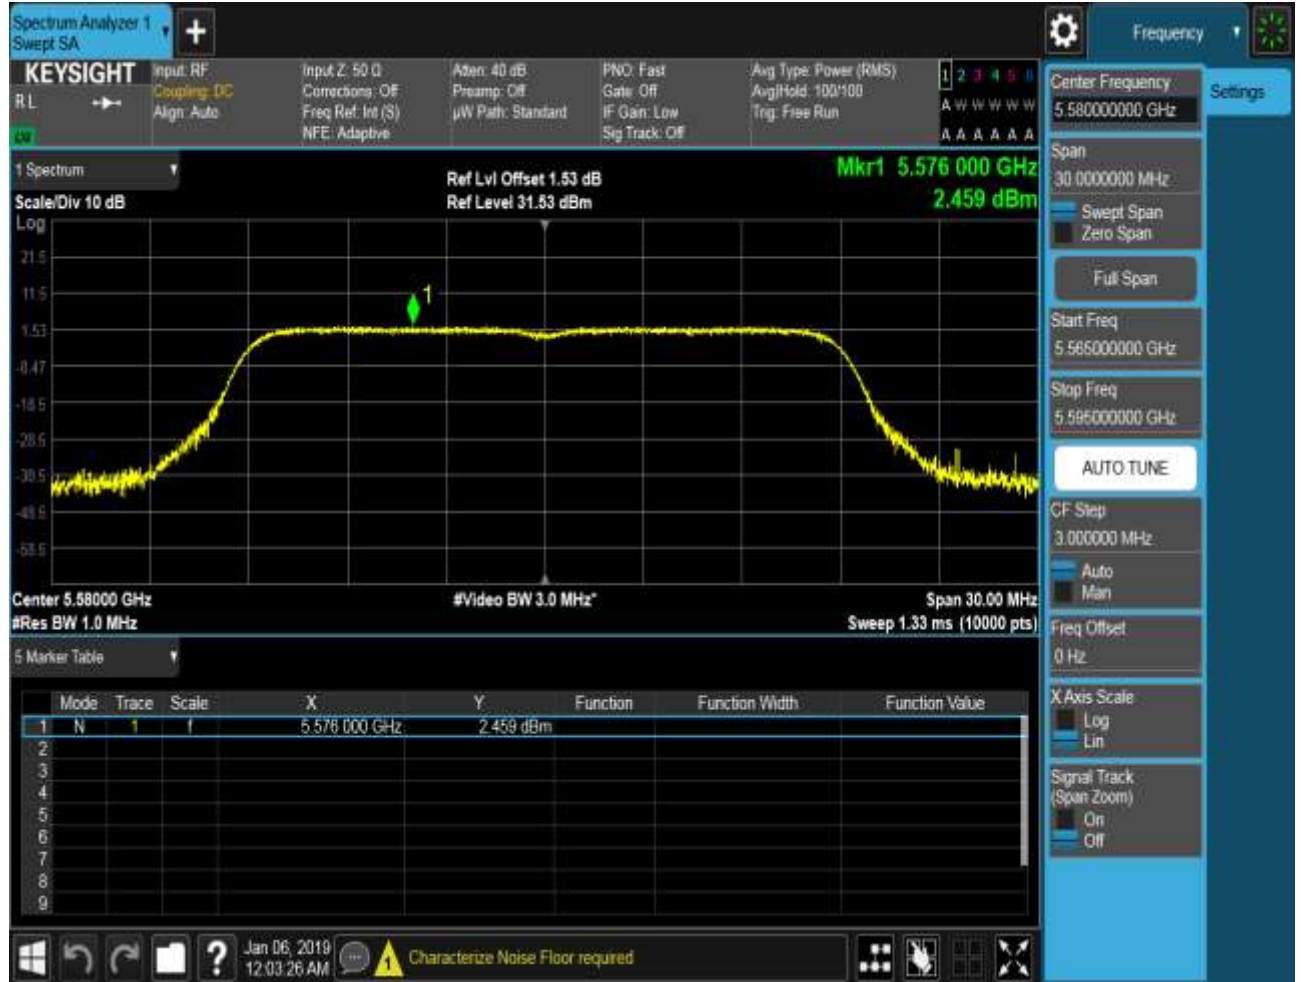 Spectrum Analyzer 1
Swept SA
+
Frequency
KEYSIGHT
R L
Input: RF
Coupling: DC
Align: Auto
Input Z: 50 Ω
Corrections: Off
Freq Ref: Int (S)
NFE: Adaptive
Atten: 40 dB
Preamp: Off
µW Path: Standard
PNO: Fast
Gate: Off
IF Gain: Low
Sig Track: Off
Avg Type: Power (RMS)
Avg|Hold: 100/100
Trig: Free Run
1 2 3 4 5 6
A W W W W W
A A A A A A
1 Spectrum
Scale/Div 10 dB
Log
Ref Lvl Offset 1.53 dB
Ref Level 31.53 dBm
Mkr1 5.576 000 GHz
2.459 dBm
21.5
11.5
1.53
-8.47
-18.5
-28.5
-38.5
-48.5
-58.5
1
Center 5.58000 GHz
#Res BW 1.0 MHz
#Video BW 3.0 MHz*
Span 30.00 MHz
Sweep 1.33 ms (10000 pts)
5 Marker Table
Mode Trace Scale X Y Function Function Width Function Value
1 N 1 f 5.576 000 GHz 2.459 dBm
2
3
4
5
6
7
8
9
Center Frequency
5.580000000 GHz
Settings
Span
30.0000000 MHz
Swept Span
Zero Span
Full Span
Start Freq
5.565000000 GHz
Stop Freq
5.595000000 GHz
AUTO TUNE
CF Step
3.000000 MHz
Auto
Man
Freq Offset
0 Hz
X Axis Scale
Log
Lin
Signal Track
(Span Zoom)
On
Off
?
Jan 06, 2019
12:03:26 AM
1
Characterize Noise Floor required